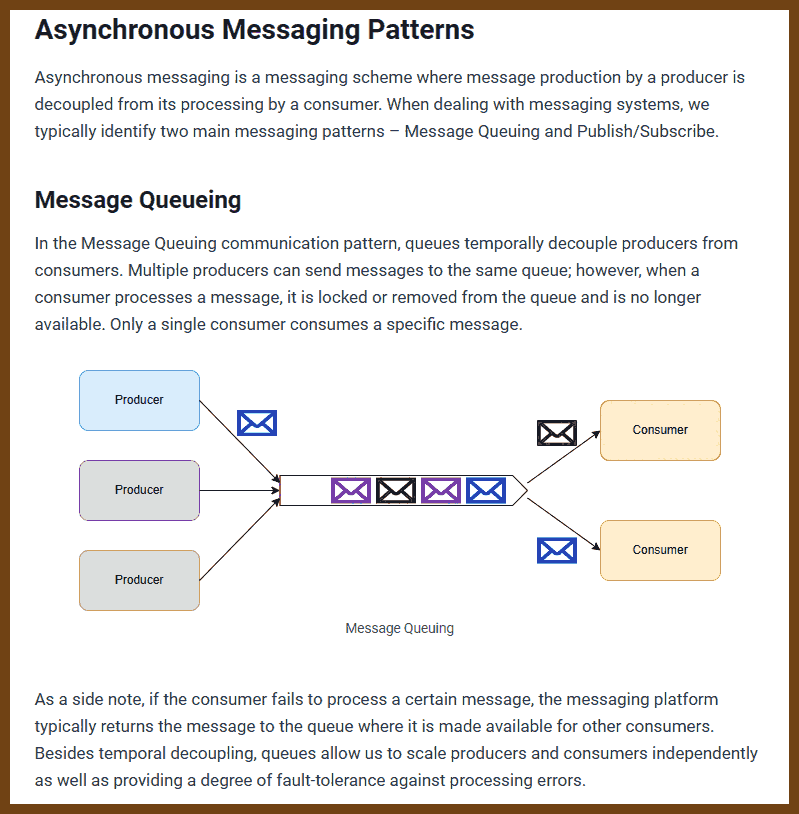 Asynchronous Messaging Patterns
Asynchronous messaging is a messaging scheme where message production by a producer is
decoupled from its processing by a consumer. When dealing with messaging systems, we
typically identify two main messaging patterns – Message Queuing and Publish/Subscribe.
Message Queueing
In the Message Queuing communication pattern, queues temporally decouple producers from
consumers. Multiple producers can send messages to the same queue; however, when a
consumer processes a message, it is locked or removed from the queue and is no longer
available. Only a single consumer consumes a specific message.
Producer
Consumer
Producer
Consumer
Producer
Message Queuing
As a side note, if the consumer fails to process a certain message, the messaging platform
typically returns the message to the queue where it is made available for other consumers.
Besides temporal decoupling, queues allow us to scale producers and consumers independently
as well as providing a degree of fault-tolerance against processing errors.